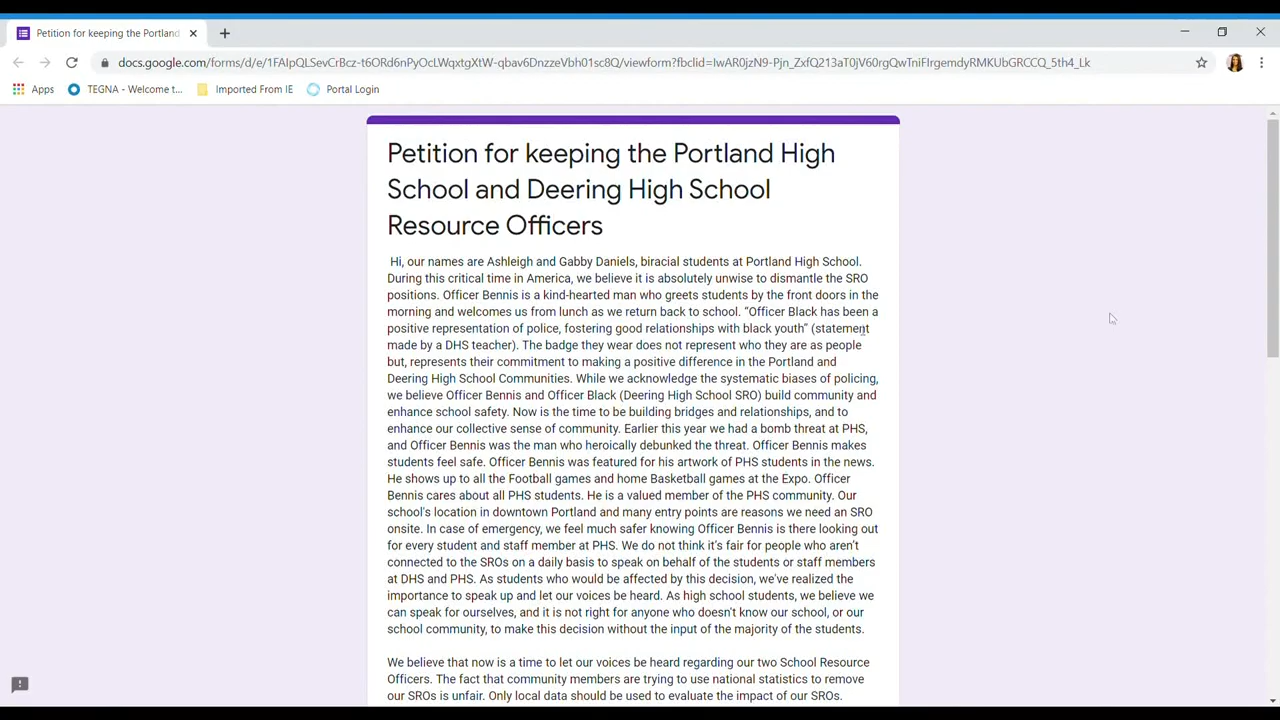 Petition for keeping the Portland
docs.google.com/forms/d/e/1FAIpQLSevCrBcz-t6ORd6nPyOcLWqxtgXtW-qbav6DnzzeVbh01sc8Q/viewform?fbclid=IwAR0jzN9-Pjn_ZxfQ213aT0jV60rgQwTniFIrgemdyRMKUbGRCCQ_5th4_Lk
Apps TEGNA - Welcome t... Imported From IE Portal Login
Petition for keeping the Portland High
School and Deering High School
Resource Officers
Hi, our names are Ashleigh and Gabby Daniels, biracial students at Portland High School.
During this critical time in America, we believe it is absolutely unwise to dismantle the SRO
positions. Officer Bennis is a kind-hearted man who greets students by the front doors in the
morning and welcomes us from lunch as we return back to school. “Officer Black has been a
positive representation of police, fostering good relationships with black youth” (statement
made by a DHS teacher). The badge they wear does not represent who they are as people
but, represents their commitment to making a positive difference in the Portland and
Deering High School Communities. While we acknowledge the systematic biases of policing,
we believe Officer Bennis and Officer Black (Deering High School SRO) build community and
enhance school safety. Now is the time to be building bridges and relationships, and to
enhance our collective sense of community. Earlier this year we had a bomb threat at PHS,
and Officer Bennis was the man who heroically debunked the threat. Officer Bennis makes
students feel safe. Officer Bennis was featured for his artwork of PHS students in the news.
He shows up to all the Football games and home Basketball games at the Expo. Officer
Bennis cares about all PHS students. He is a valued member of the PHS community. Our
school's location in downtown Portland and many entry points are reasons we need an SRO
onsite. In case of emergency, we feel much safer knowing Officer Bennis is there looking out
for every student and staff member at PHS. We do not think it's fair for people who aren’t
connected to the SROs on a daily basis to speak on behalf of the students or staff members
at DHS and PHS. As students who would be affected by this decision, we've realized the
importance to speak up and let our voices be heard. As high school students, we believe we
can speak for ourselves, and it is not right for anyone who doesn't know our school, or our
school community, to make this decision without the input of the majority of the students.
We believe that now is a time to let our voices be heard regarding our two School Resource
Officers. The fact that community members are trying to use national statistics to remove
our SROs is unfair. Only local data should be used to evaluate the impact of our SROs.